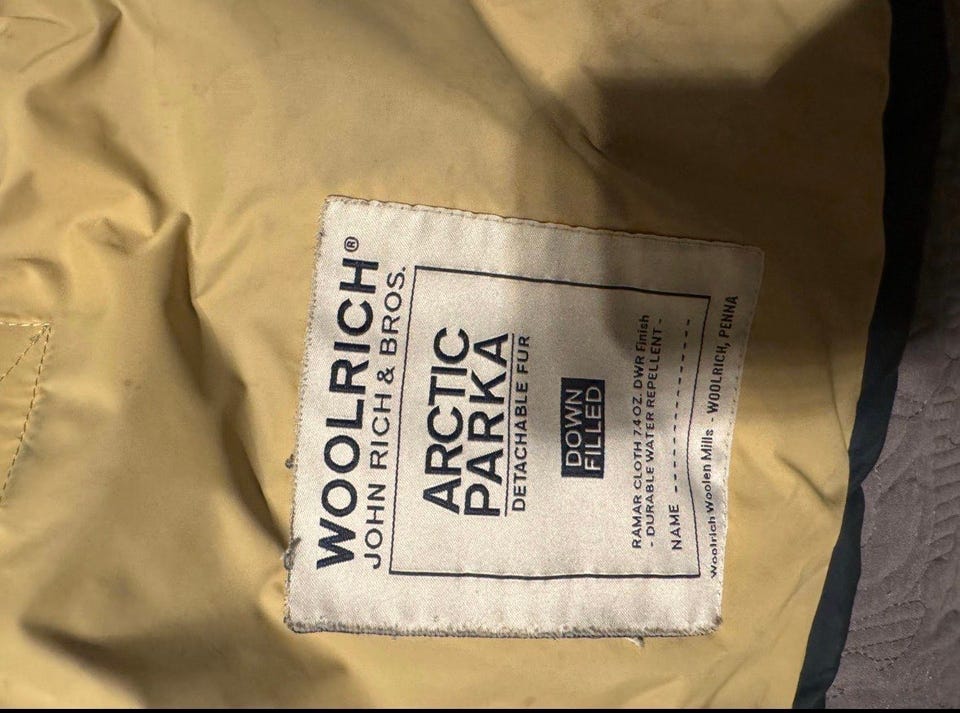 WOOLRICH®
JOHN RICH & BROS.
ARCTIC
PARKA
DETACHABLE FUR
DOWN
FILLED
RAMAR CLOTH 7.4 OZ. DWR Finish
- DURABLE WATER REPELLENT -
NAME ------------
Woolrich Woolen Mills - WOOLRICH, PENNA